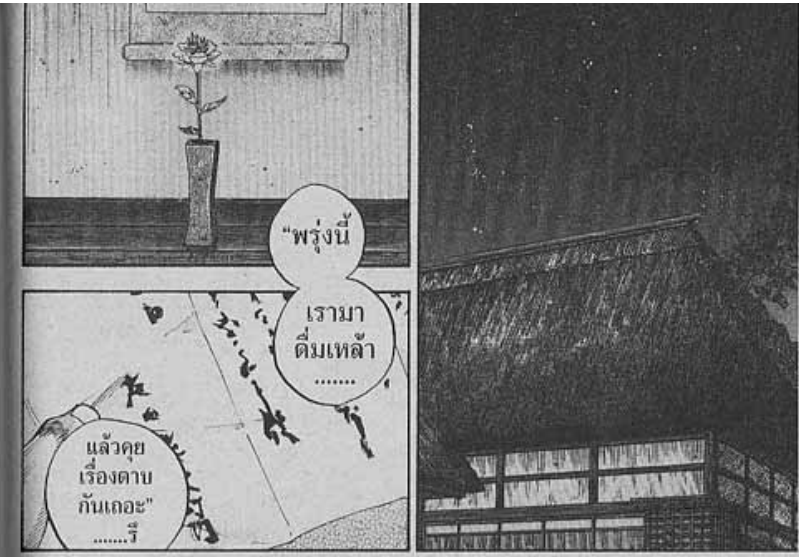 “พรุ่งนี้
เรามา
ดื่มเหล้า
.......
แล้วคุย
เรื่องดาบ
กันเถอะ”
.......รึ